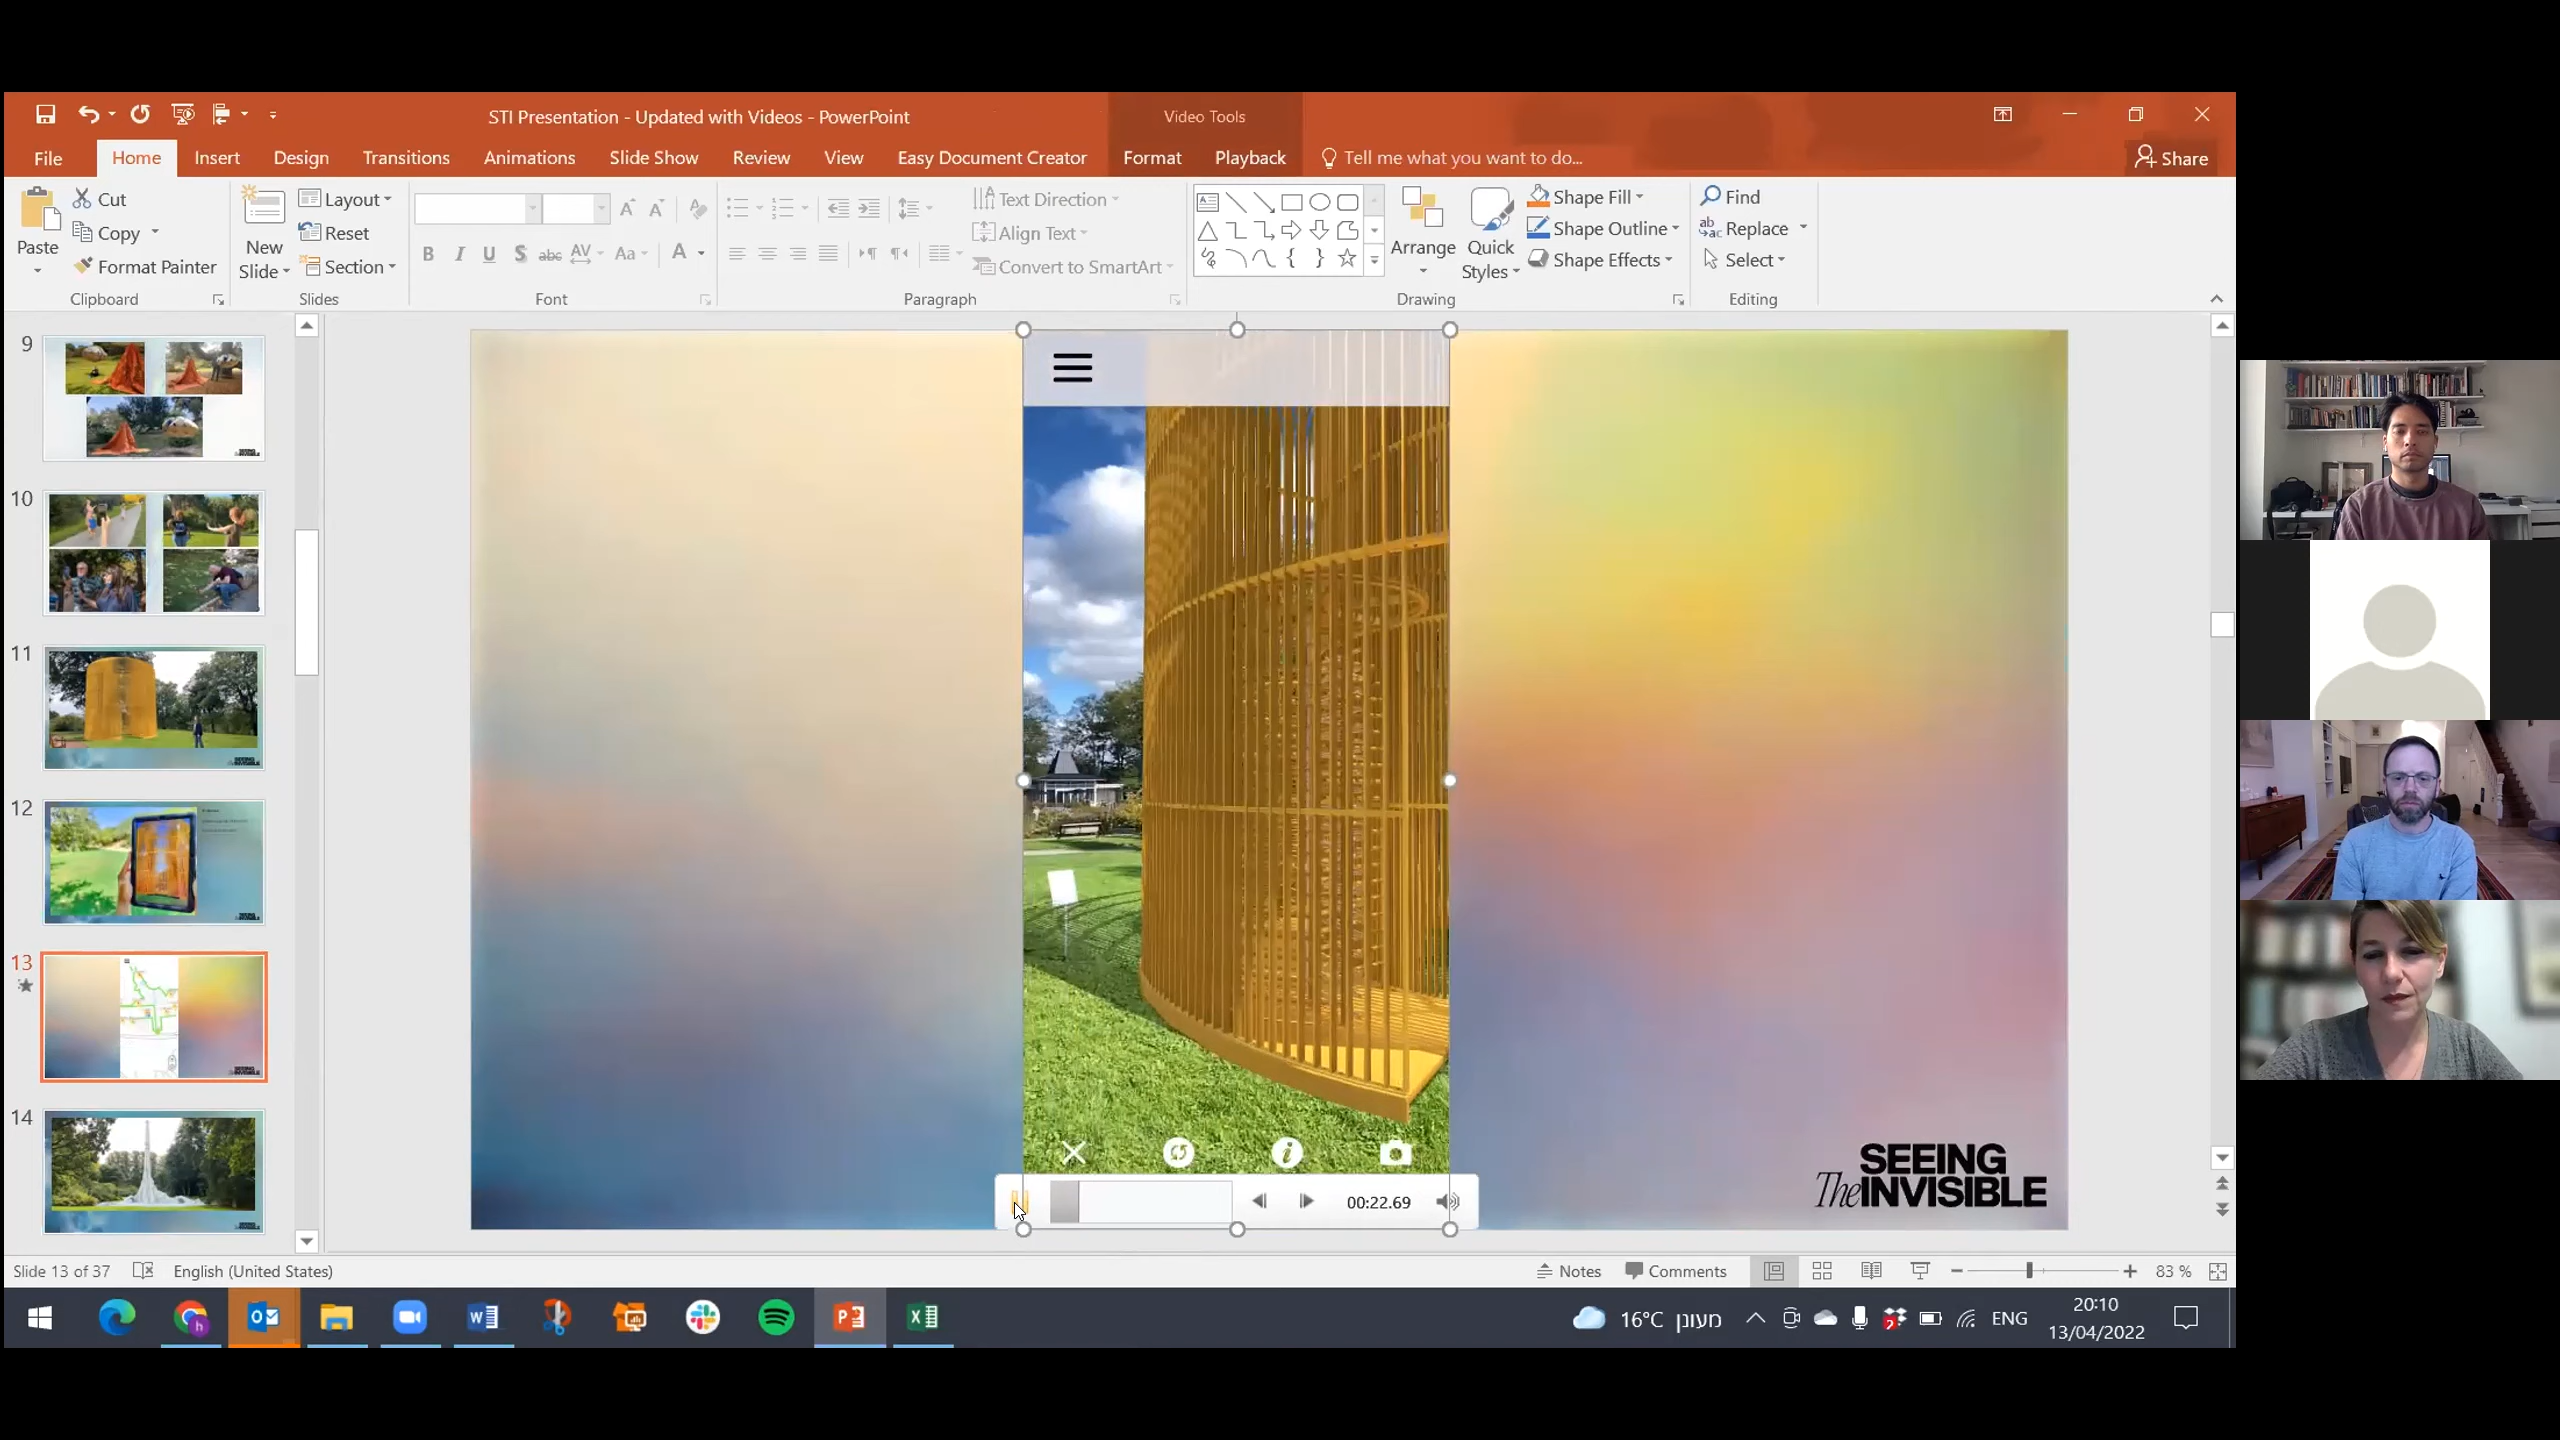 STI Presentation - Updated with Videos - PowerPoint
Video Tools
File
Home
Insert
Design
Transitions
Animations
Slide Show
Review
View
Easy Document Creator
Format
Playback
Tell me what you want to do...
Share
Paste
Cut
Copy
Format Painter
Clipboard
New
Slide
Layout
Reset
Section
Slides
B I U S abc AV Aa A
Font
Text Direction
Align Text
Convert to SmartArt
Paragraph
Arrange
Quick
Styles
Shape Fill
Shape Outline
Shape Effects
Drawing
Find
Replace
Select
Editing
9
10
11
12
13
14
SEEING
The INVISIBLE
00:22.69
Slide 13 of 37
English (United States)
Notes
Comments
83 %
16°C
מעונן
ENG
20:10
13/04/2022